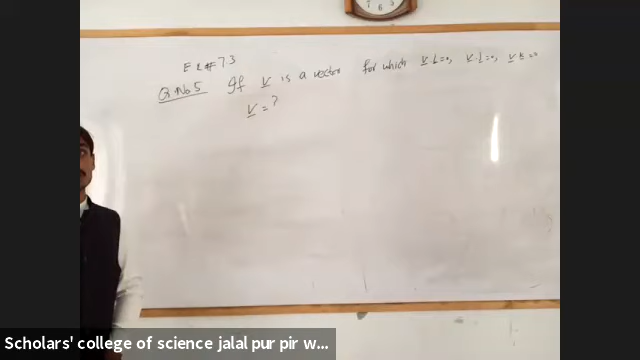 Ex # 7.3
Q.No.5 If v is a vector for which v.i=0, v.j=0, v.k=0
v=?
Scholars' college of science jalal pur pir w...